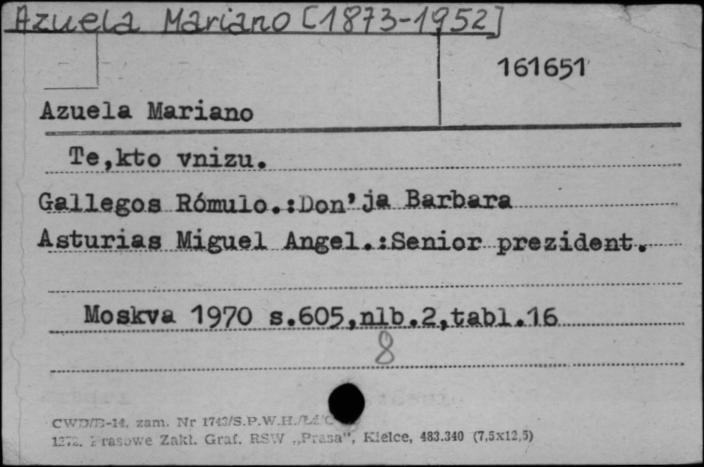 Azuela Mariano [1873-1952]
161651
Azuela Mariano
Te,kto vnizu.
Gallegos Rómulo.:Don'ja Barbara
Asturias Miguel Angel.:Senior prezident.
Moskva 1970 s.605,nlb.2,tabl.16
8
CWD/B-14. zam. Nr 1743/S.P.W.H.
Prasowe Zakł. Graf. RSW „Prasa", Kielce, 483.340 (7,5x12,5)